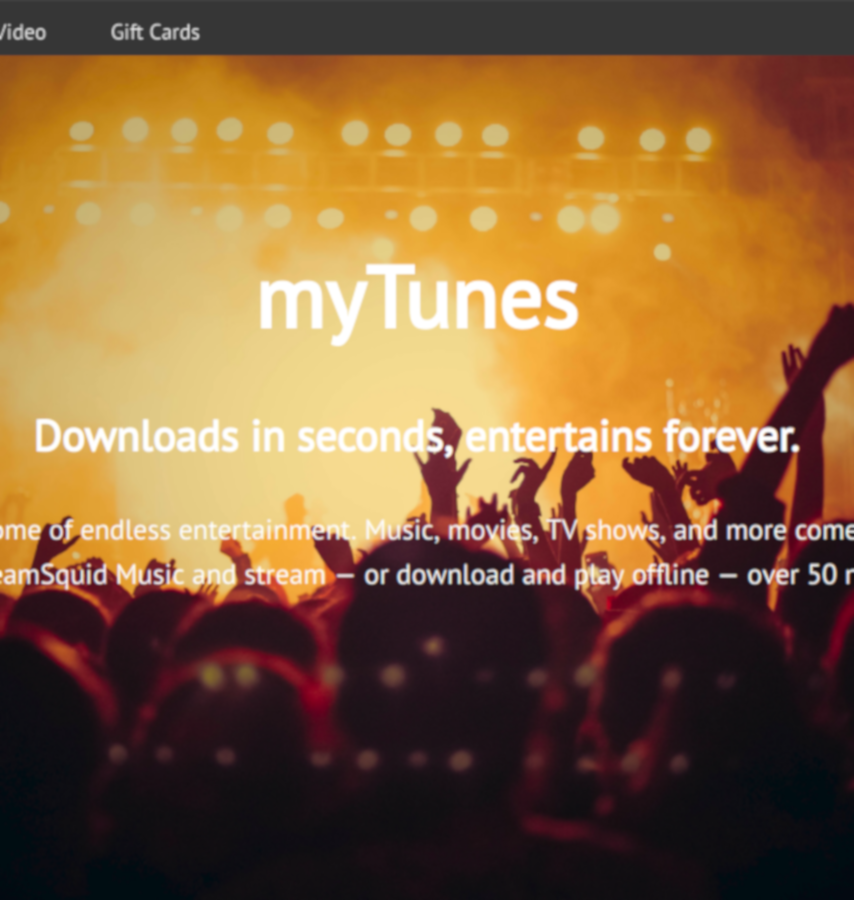 Video Gift Cards
myTunes
Downloads in seconds, entertains forever.
ome of endless entertainment. Music, movies, TV shows, and more come
eamSquid Music and stream — or download and play offline — over 50 m